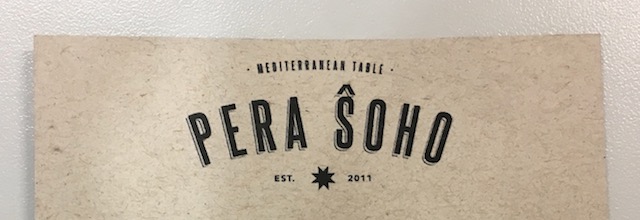 · MEDITERRANEAN TABLE ·
PERA ŜOHO
EST. 2011